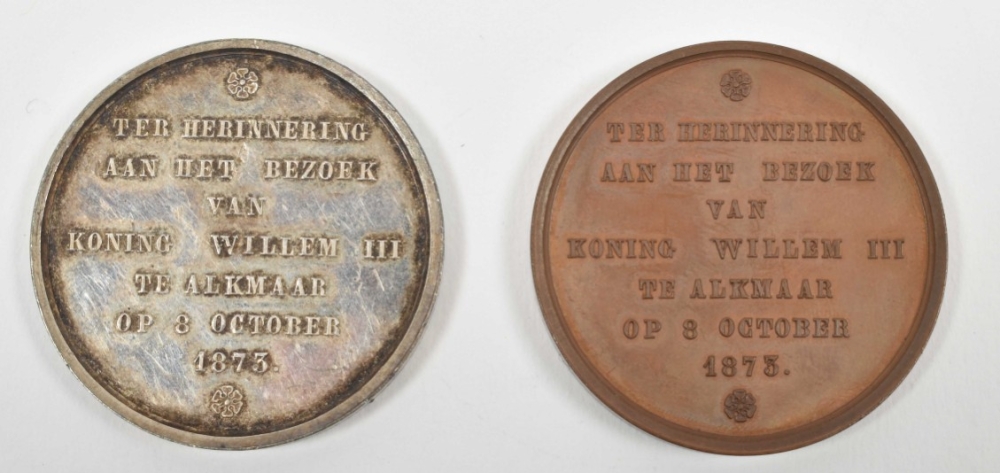 TER HERINNERING
AAN HET BEZOEK
VAN
KONING WILLEM III
TE ALKMAAR
OP 8 OCTOBER
1873.
TER HERINNERING
AAN HET BEZOEK
VAN
KONING WILLEM III
TE ALKMAAR
OP 8 OCTOBER
1873.